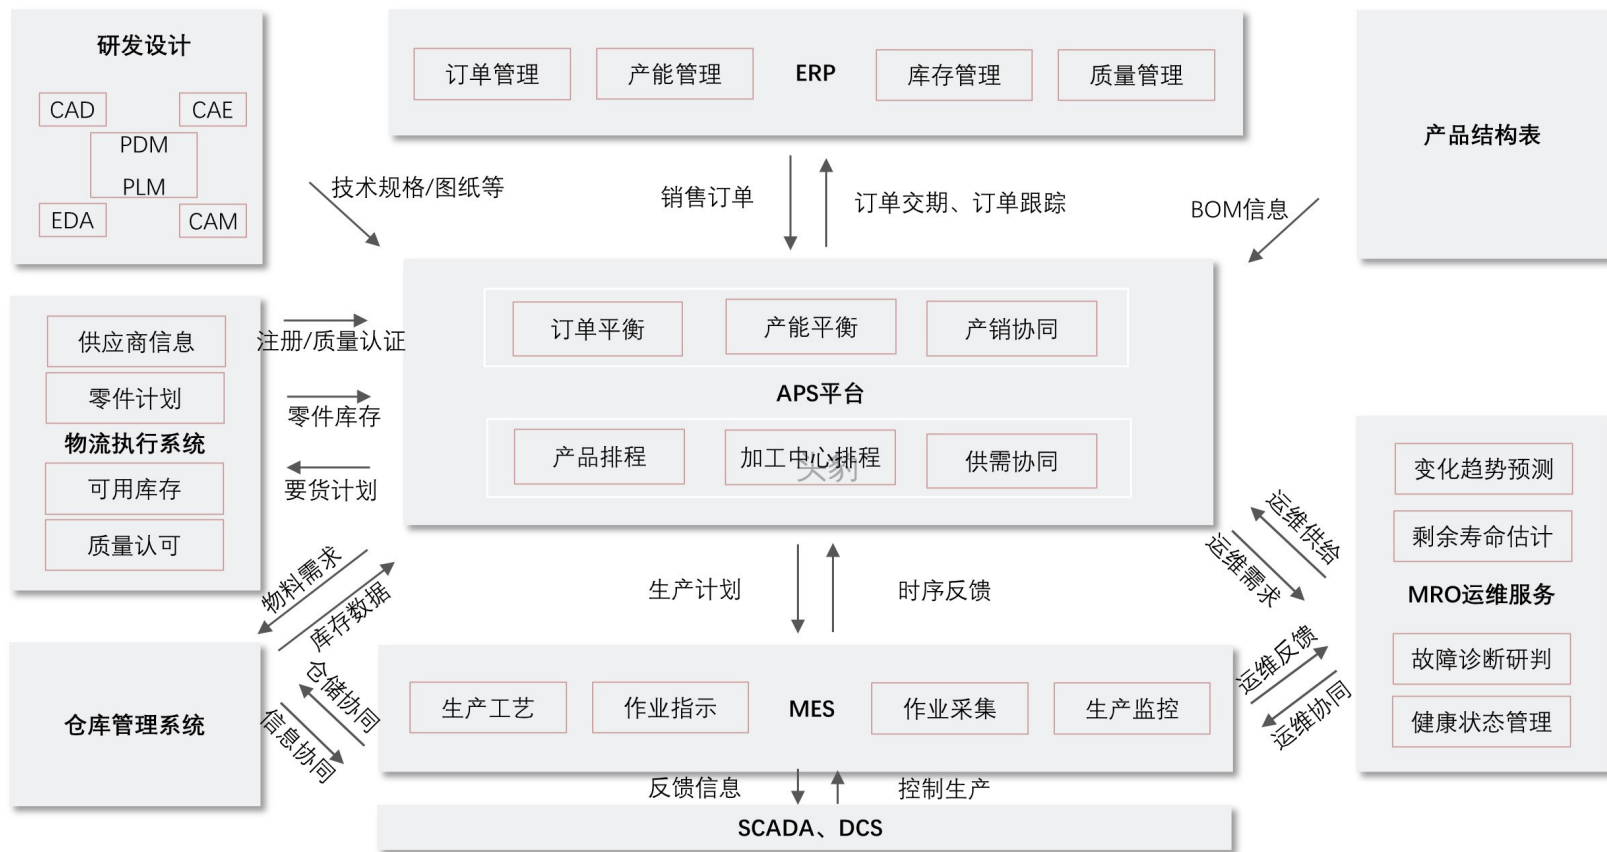 研发设计
CAD
CAE
PDM
PLM
EDA
CAM
订单管理
产能管理
ERP
库存管理
质量管理
产品结构表
技术规格/图纸等
销售订单
订单交期、订单跟踪
BOM信息
供应商信息
零件计划
物流执行系统
可用库存
质量认可
注册/质量认证
零件库存
要货计划
订单平衡
产能平衡
产销协同
APS平台
产品排程
加工中心排程
供需协同
头豹
变化趋势预测
剩余寿命估计
MRO运维服务
故障诊断研判
健康状态管理
运维供给
运维需求
物料需求
库存数据
生产计划
时序反馈
仓库管理系统
仓储协同
信息协同
生产工艺
作业指示
MES
作业采集
生产监控
运维反馈
运维协同
反馈信息
控制生产
SCADA、DCS